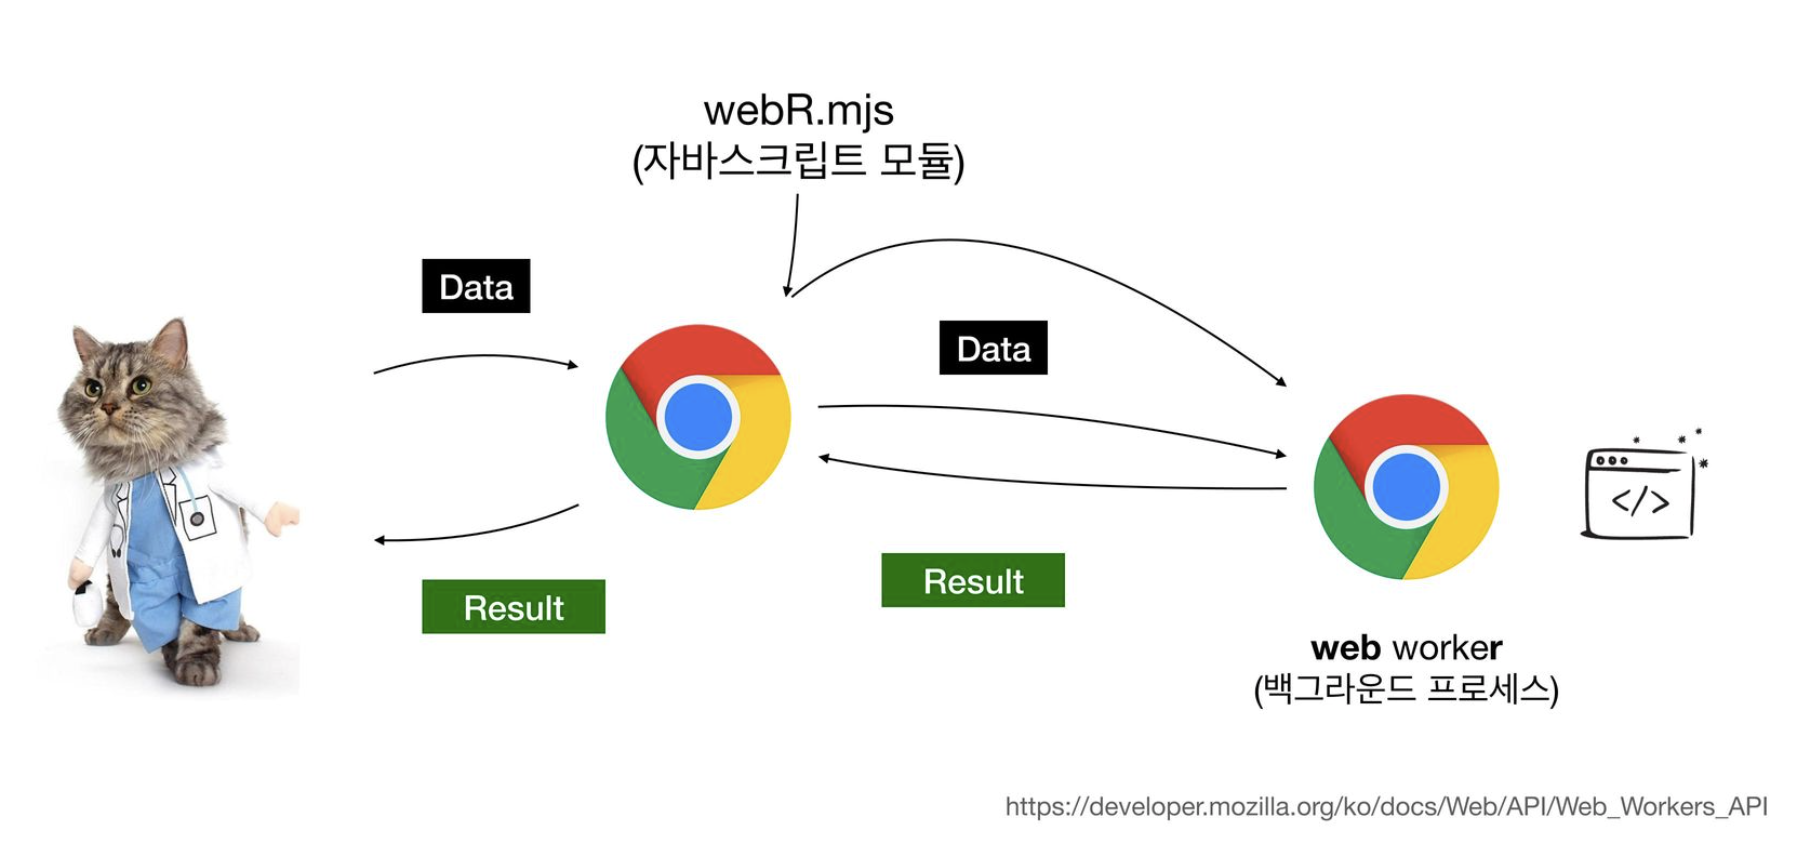 webR.mjs
(자바스크립트 모듈)
Data
Data
Result
Result
</>
web worker
(백그라운드 프로세스)
https://developer.mozilla.org/ko/docs/Web/API/Web_Workers_API